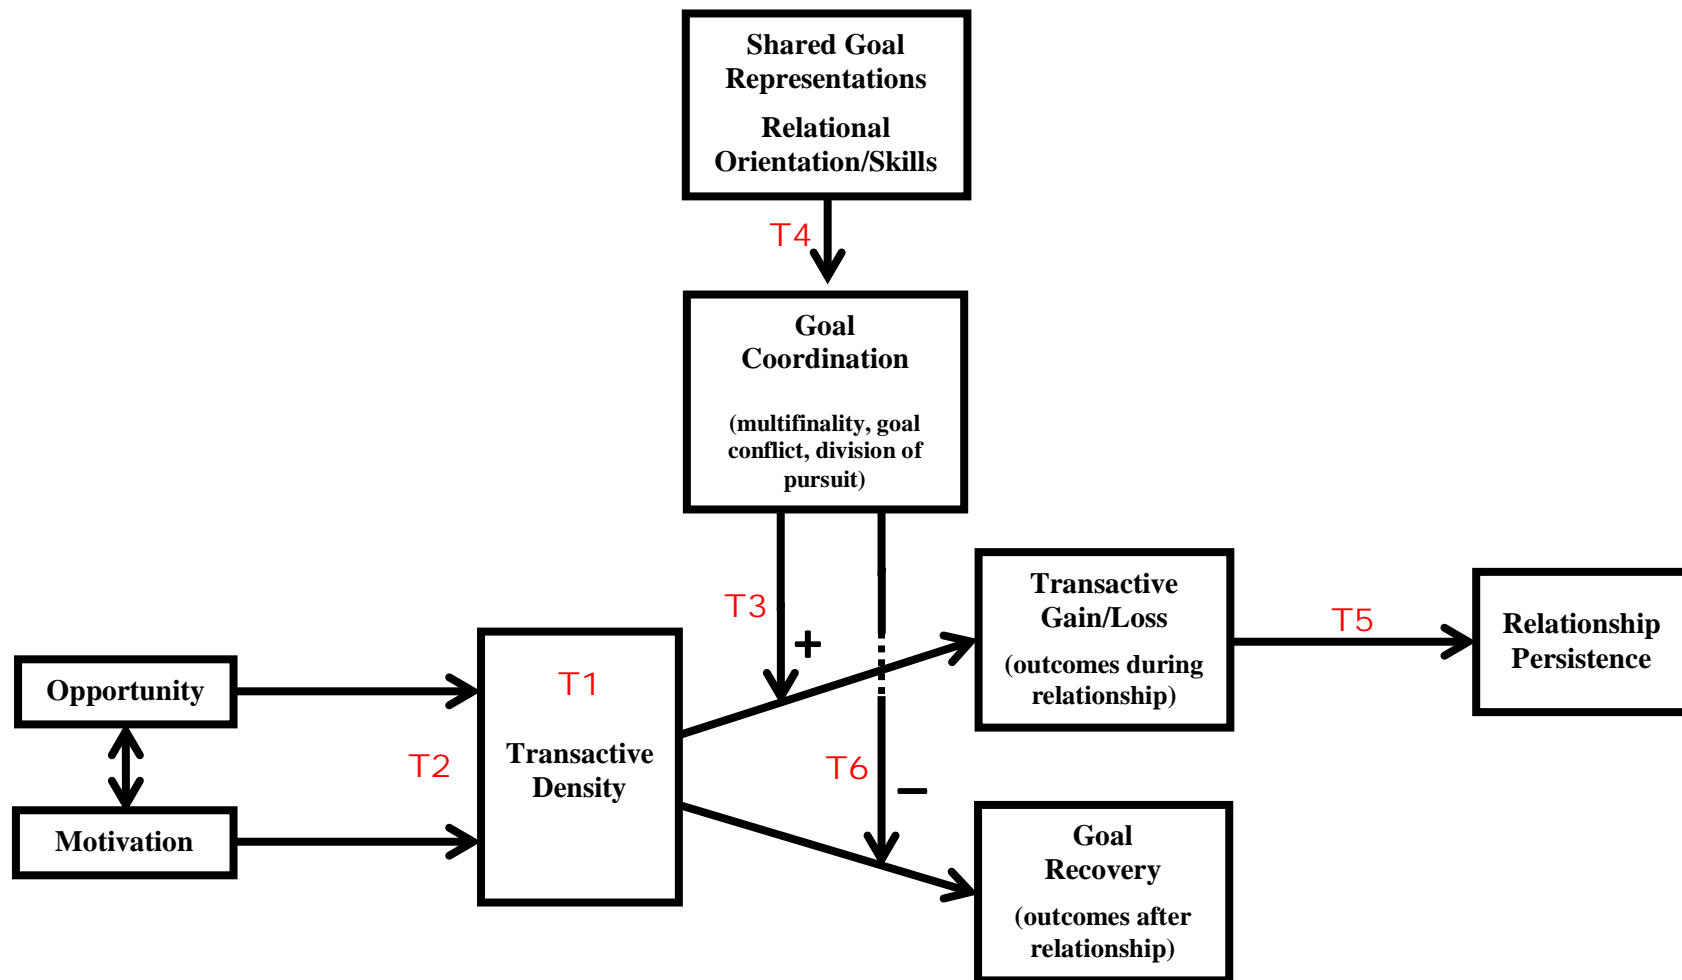 Shared Goal
Representations
Relational
Orientation/Skills
T4
Goal
Coordination
(multifinality, goal
conflict, division of
pursuit)
T3
+
Transactive
Gain/Loss
(outcomes during
relationship)
T5
Relationship
Persistence
Opportunity
T1
Transactive
Density
T2
Motivation
T6
−
Goal
Recovery
(outcomes after
relationship)